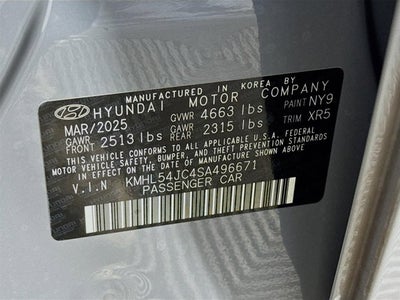 MANUFACTURED IN KOREA BY
HYUNDAI MOTOR COMPANY
MAR/2025 GVWR 4663 lbs PAINT NY9
GAWR FRONT 2513 lbs GAWR REAR 2315 lbs TRIM XR5
THIS VEHICLE CONFORMS TO ALL APPLICABLE U.S.A. FEDERAL
MOTOR VEHICLE SAFETY, BUMPER, AND THEFT PREVENTION STANDARDS
IN EFFECT ON THE DATE OF MANUFACTURE SHOWN ABOVE.
V.I.N KMHL54JC4SA496671
PASSENGER CAR